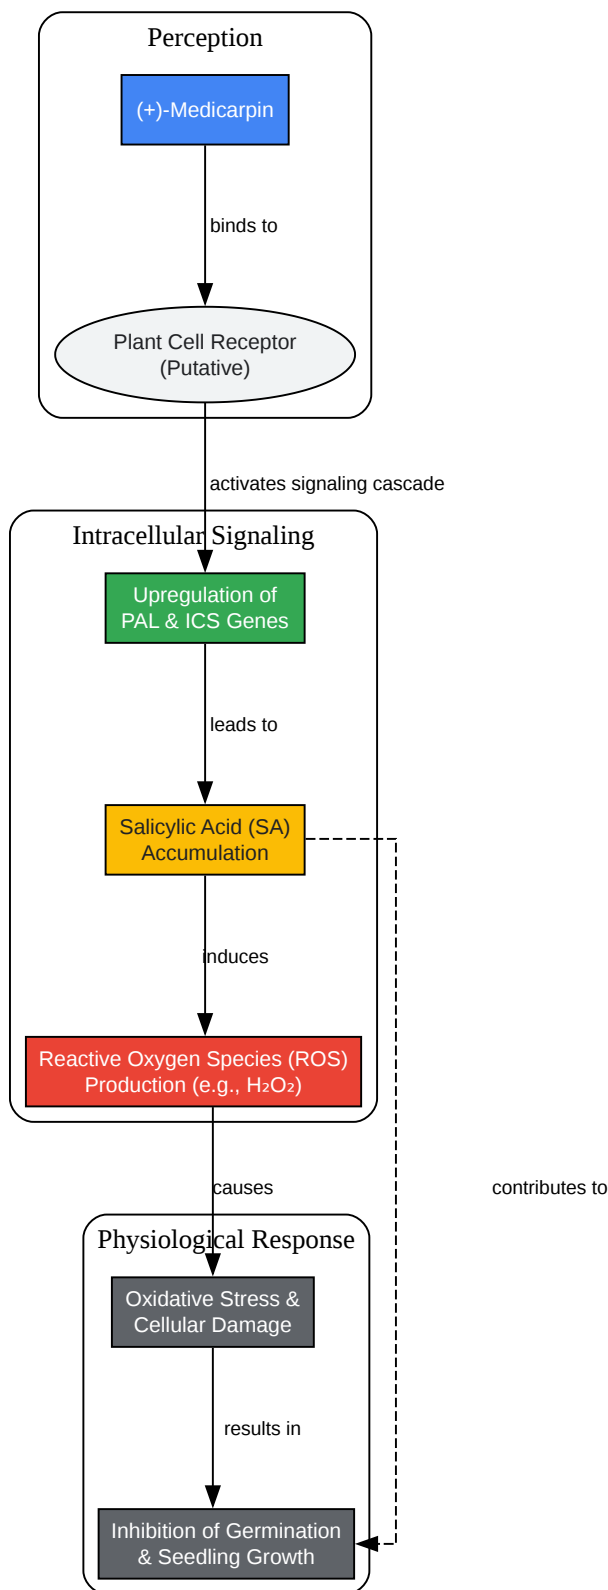 Perception
(+)-Medicarpin
binds to
Plant Cell Receptor
(Putative)
activates signaling cascade
Intracellular Signaling
Upregulation of
PAL & ICS Genes
leads to
Salicylic Acid (SA)
Accumulation
induces
Reactive Oxygen Species (ROS)
Production (e.g., H₂O₂)
causes
contributes to
Physiological Response
Oxidative Stress &
Cellular Damage
results in
Inhibition of Germination
& Seedling Growth